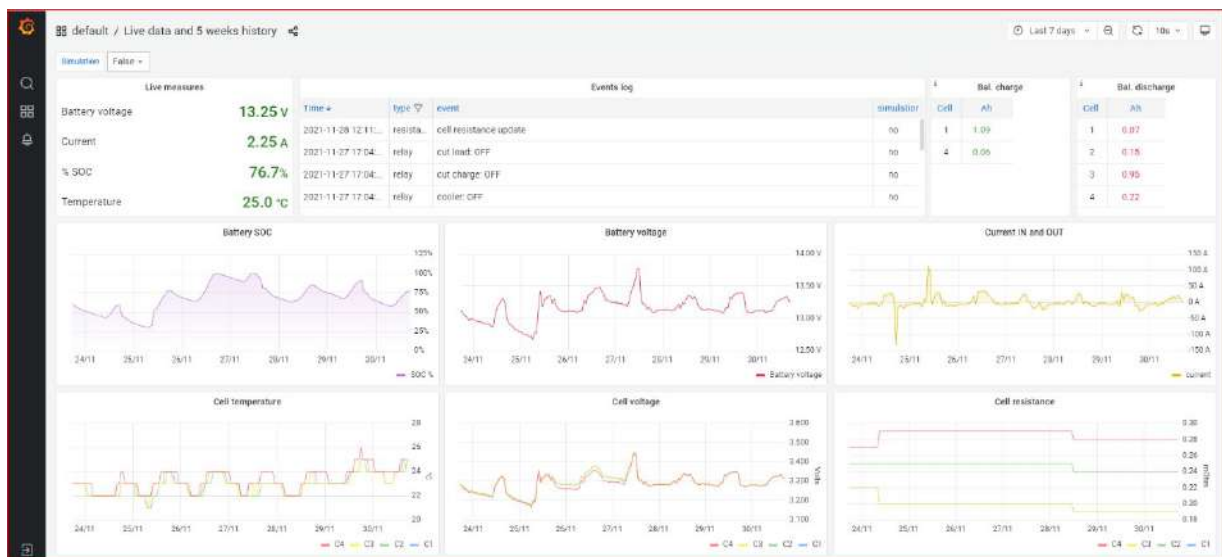 default / Live data and 5 weeks history
Last 7 days
10s
Simulation False
Live measures
Battery voltage 13.25 V
Current 2.25 A
% SOC 76.7%
Temperature 25.0 °C
Events log
Time type event simulation
2021-11-28 12:11:... resista... cell resistance update no
2021-11-27 17:04:... relay cut load: OFF no
2021-11-27 17:04:... relay cut charge: OFF no
2021-11-27 17:04:... relay cooler: OFF no
Bal. charge
Cell Ah
1 1.09
4 0.06
Bal. discharge
Cell Ah
1 0.07
2 0.18
3 0.95
4 0.22
Battery SOC
125%
100%
75%
50%
25%
0%
24/11 25/11 26/11 27/11 28/11 29/11 30/11
SOC %
Battery voltage
14.00 V
13.50 V
13.00 V
12.50 V
24/11 25/11 26/11 27/11 28/11 29/11 30/11
Battery voltage
Current IN and OUT
150 A
100 A
50 A
0 A
-50 A
-100 A
-150 A
24/11 25/11 26/11 27/11 28/11 29/11 30/11
current
Cell temperature
28
26
24
22
20
24/11 25/11 26/11 27/11 28/11 29/11 30/11
C4 C3 C2 C1
Cell voltage
3.600
3.500
3.400
3.300
3.200
3.100
Volts
24/11 25/11 26/11 27/11 28/11 29/11 30/11
C4 C3 C2 C1
Cell resistance
0.30
0.28
0.26
0.24
0.22
0.20
0.18
mOhm
24/11 25/11 26/11 27/11 28/11 29/11 30/11
C4 C3 C2 C1